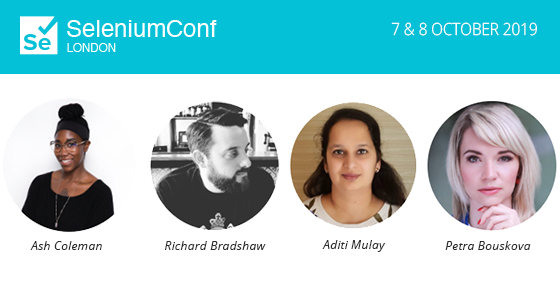 Se
SeleniumConf
LONDON
7 & 8 OCTOBER 2019
Ash Coleman
Richard Bradshaw
Aditi Mulay
Petra Bouskova